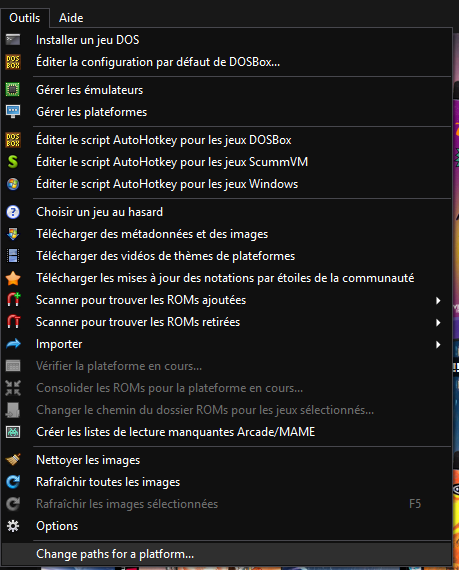 Outils Aide
Installer un jeu DOS
DOS BOX Éditer la configuration par défaut de DOSBox...
Gérer les émulateurs
Gérer les plateformes
DOS BOX Éditer le script AutoHotkey pour les jeux DOSBox
S Éditer le script AutoHotkey pour les jeux ScummVM
Éditer le script AutoHotkey pour les jeux Windows
? Choisir un jeu au hasard
Télécharger des métadonnées et des images
Télécharger des vidéos de thèmes de plateformes
Télécharger les mises à jour des notations par étoiles de la communauté
Scanner pour trouver les ROMs ajoutées
Scanner pour trouver les ROMs retirées
Importer
Vérifier la plateforme en cours...
Consolider les ROMs pour la plateforme en cours...
Changer le chemin du dossier ROMs pour les jeux sélectionnés...
Créer les listes de lecture manquantes Arcade/MAME
Nettoyer les images
Rafraîchir toutes les images
Rafraîchir les images sélectionnées F5
Options
Change paths for a platform...